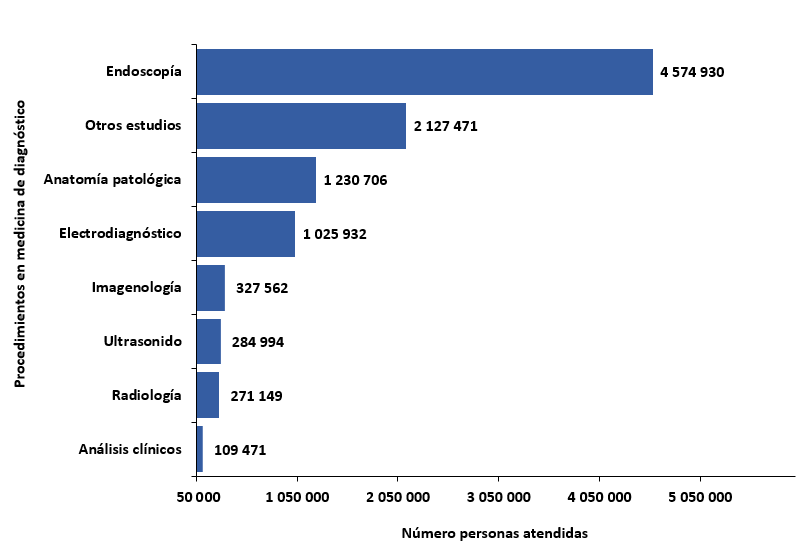 Procedimientos en medicina de diagnóstico
Endoscopía 4 574 930
Otros estudios 2 127 471
Anatomía patológica 1 230 706
Electrodiagnóstico 1 025 932
Imagenología 327 562
Ultrasonido 284 994
Radiología 271 149
Análisis clínicos 109 471
50 000 1 050 000 2 050 000 3 050 000 4 050 000 5 050 000
Número personas atendidas